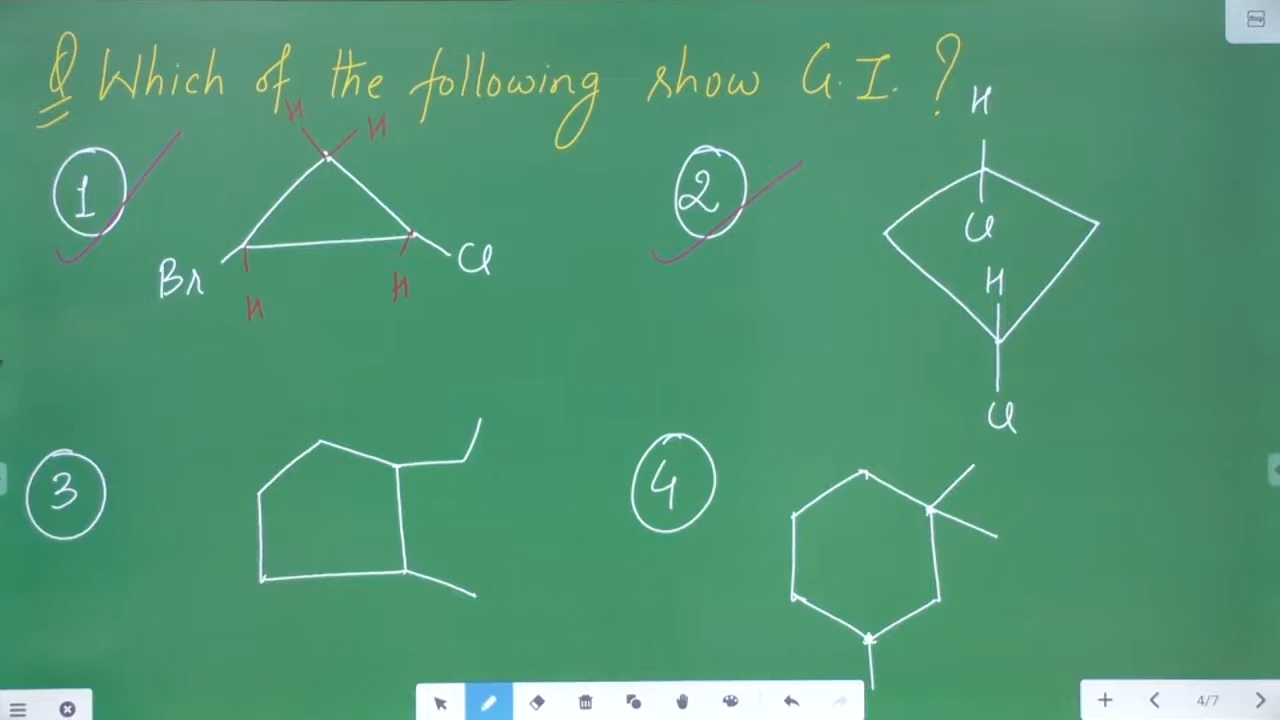 Q Which of the following show G.I. ?
H H
H
1
2
Br
Cl
Cl
H
H
H
Cl
3
4
4/7